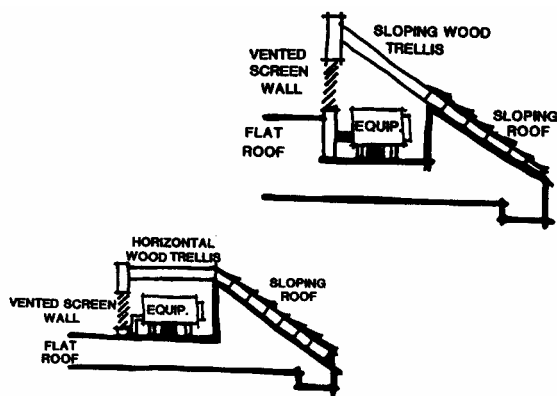 SLOPING WOOD
TRELLIS
VENTED
SCREEN
WALL
SLOPING
ROOF
EQUIP.
FLAT
ROOF
HORIZONTAL
WOOD TRELLIS
SLOPING
ROOF
VENTED SCREEN
WALL
EQUIP.
FLAT
ROOF